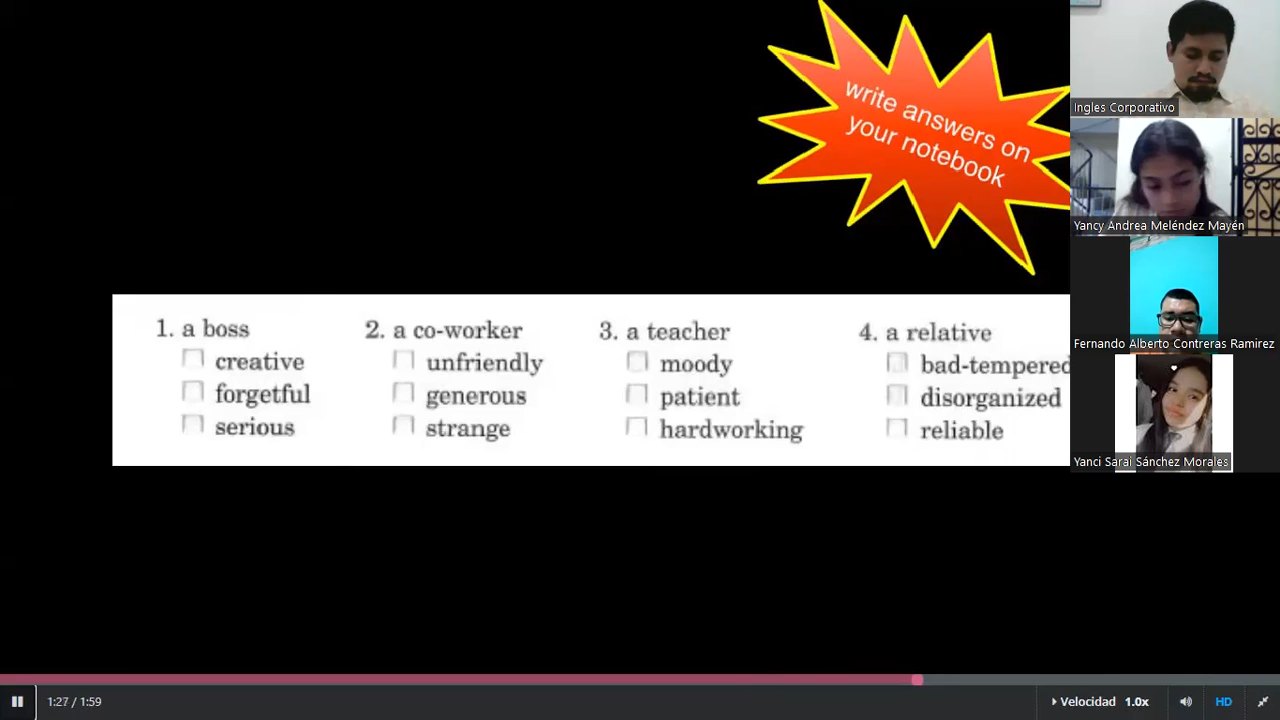 write answers on
your notebook
Ingles Corporativo
Yancy Andrea Meléndez Mayén
Fernando Alberto Contreras Ramirez
Yanci Sarai Sánchez Morales
1. a boss
creative
forgetful
serious
2. a co-worker
unfriendly
generous
strange
3. a teacher
moody
patient
hardworking
4. a relative
bad-tempered
disorganized
reliable
1:27 / 1:59
Velocidad 1.0x
HD